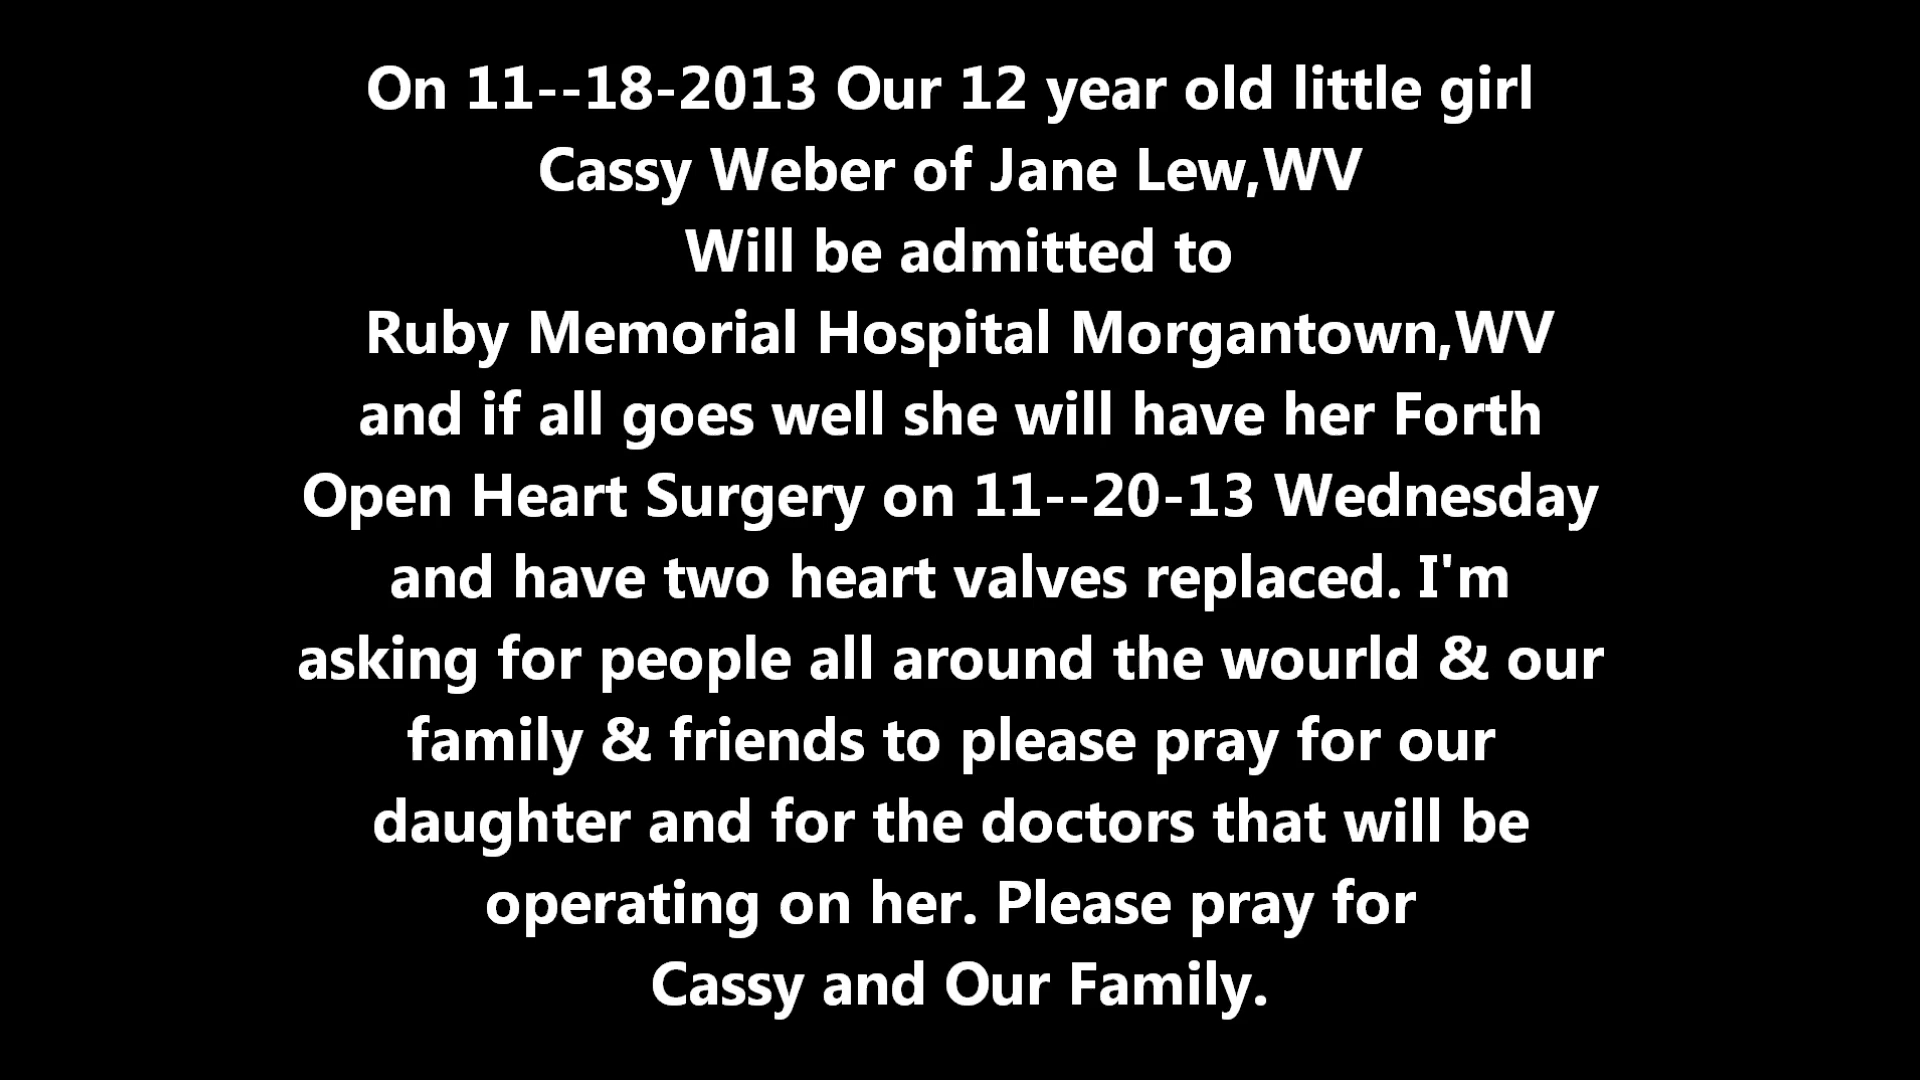 On 11--18-2013 Our 12 year old little girl
Cassy Weber of Jane Lew,WV
Will be admitted to
Ruby Memorial Hospital Morgantown,WV
and if all goes well she will have her Forth
Open Heart Surgery on 11--20-13 Wednesday
and have two heart valves replaced. I'm
asking for people all around the wourld & our
family & friends to please pray for our
daughter and for the doctors that will be
operating on her. Please pray for
Cassy and Our Family.